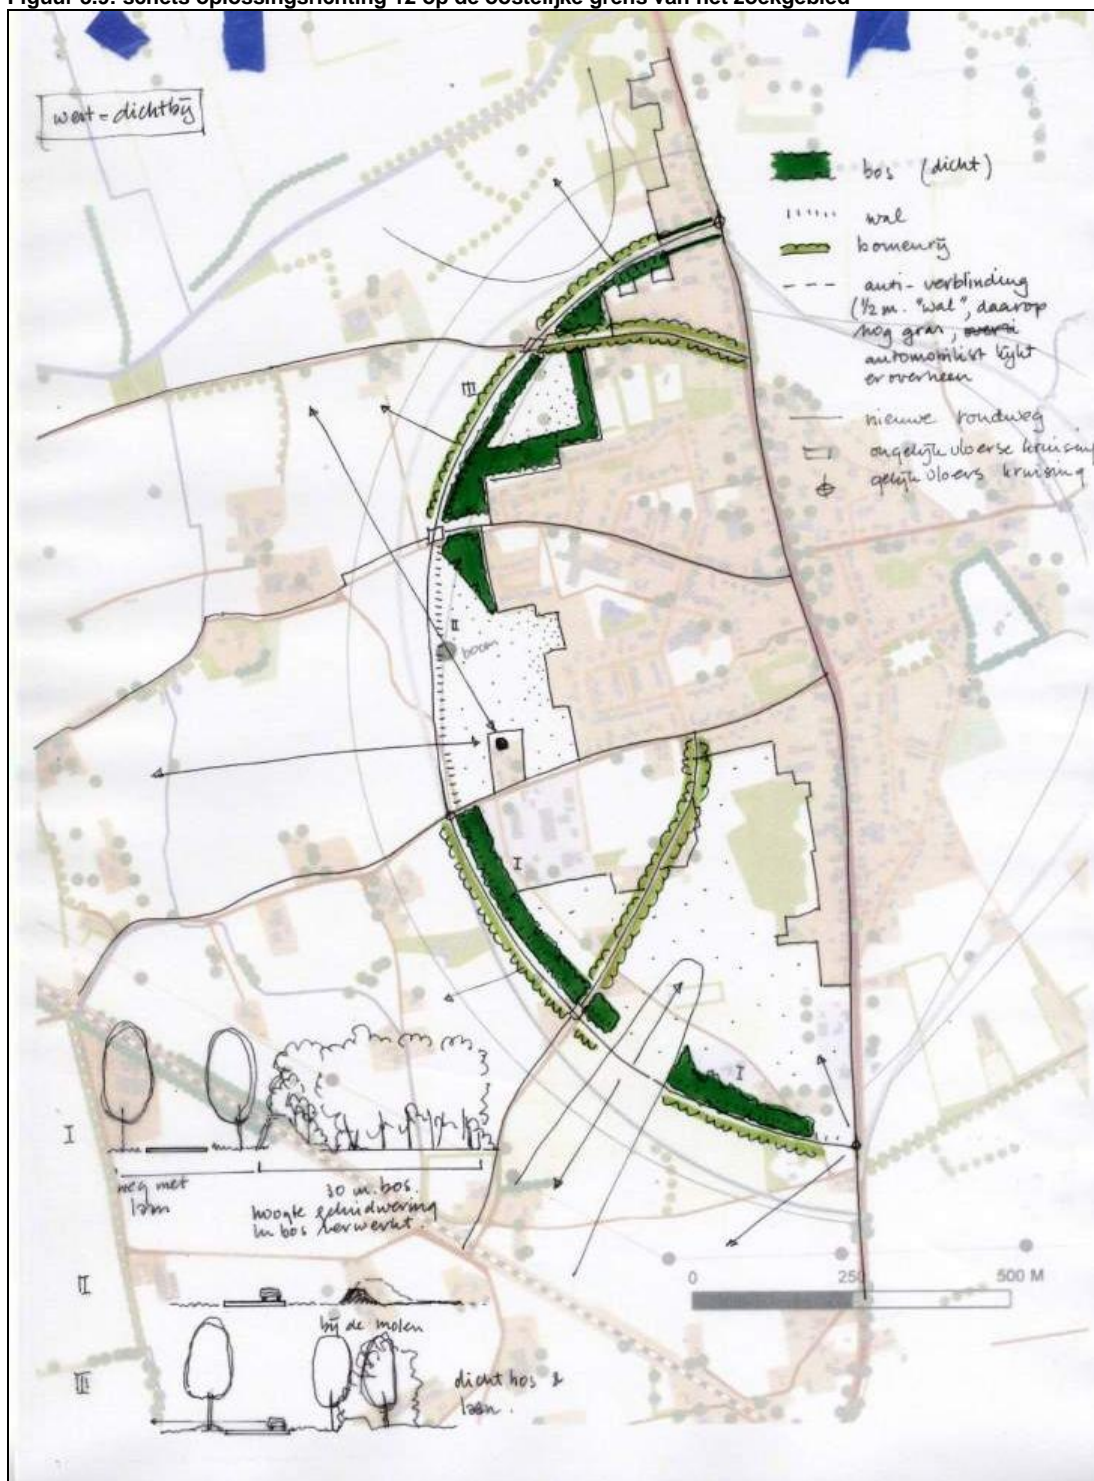 Figuur 6.9: schets oplossingsrichting 12 op de oostelijke grens van het zoekgebied
west = dichtbij
bos (dicht)
wal
bomenrij
anti-verblinding
(½ m. "wal", daarop
nog gras,
automobilist kijkt
er overheen
nieuwe rondweg
ongelijkvloerse kruising
gelijkvloers kruising
III
II
boom
I
I
I
weg met
laan
30 m. bos.
hoogte geluidwering
in bos verwerkt.
0 250 500 M
II
bij de molen
III
dicht bos &
laan.